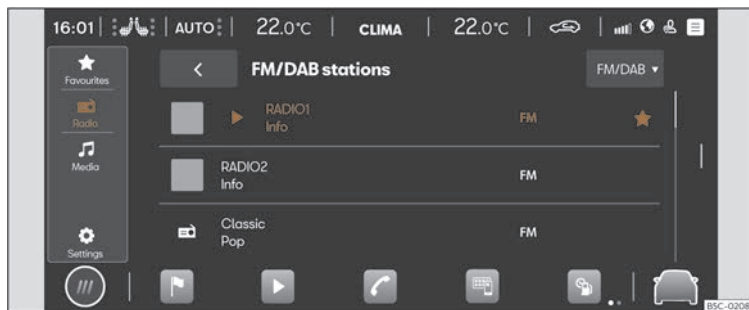 16:01 AUTO 22.0°C CLIMA 22.0°C
Favourites
Radio
Media
Settings
FM/DAB stations FM/DAB
RADIO1 FM
Info
RADIO2 FM
Info
Classic FM
Pop
BSC-0208